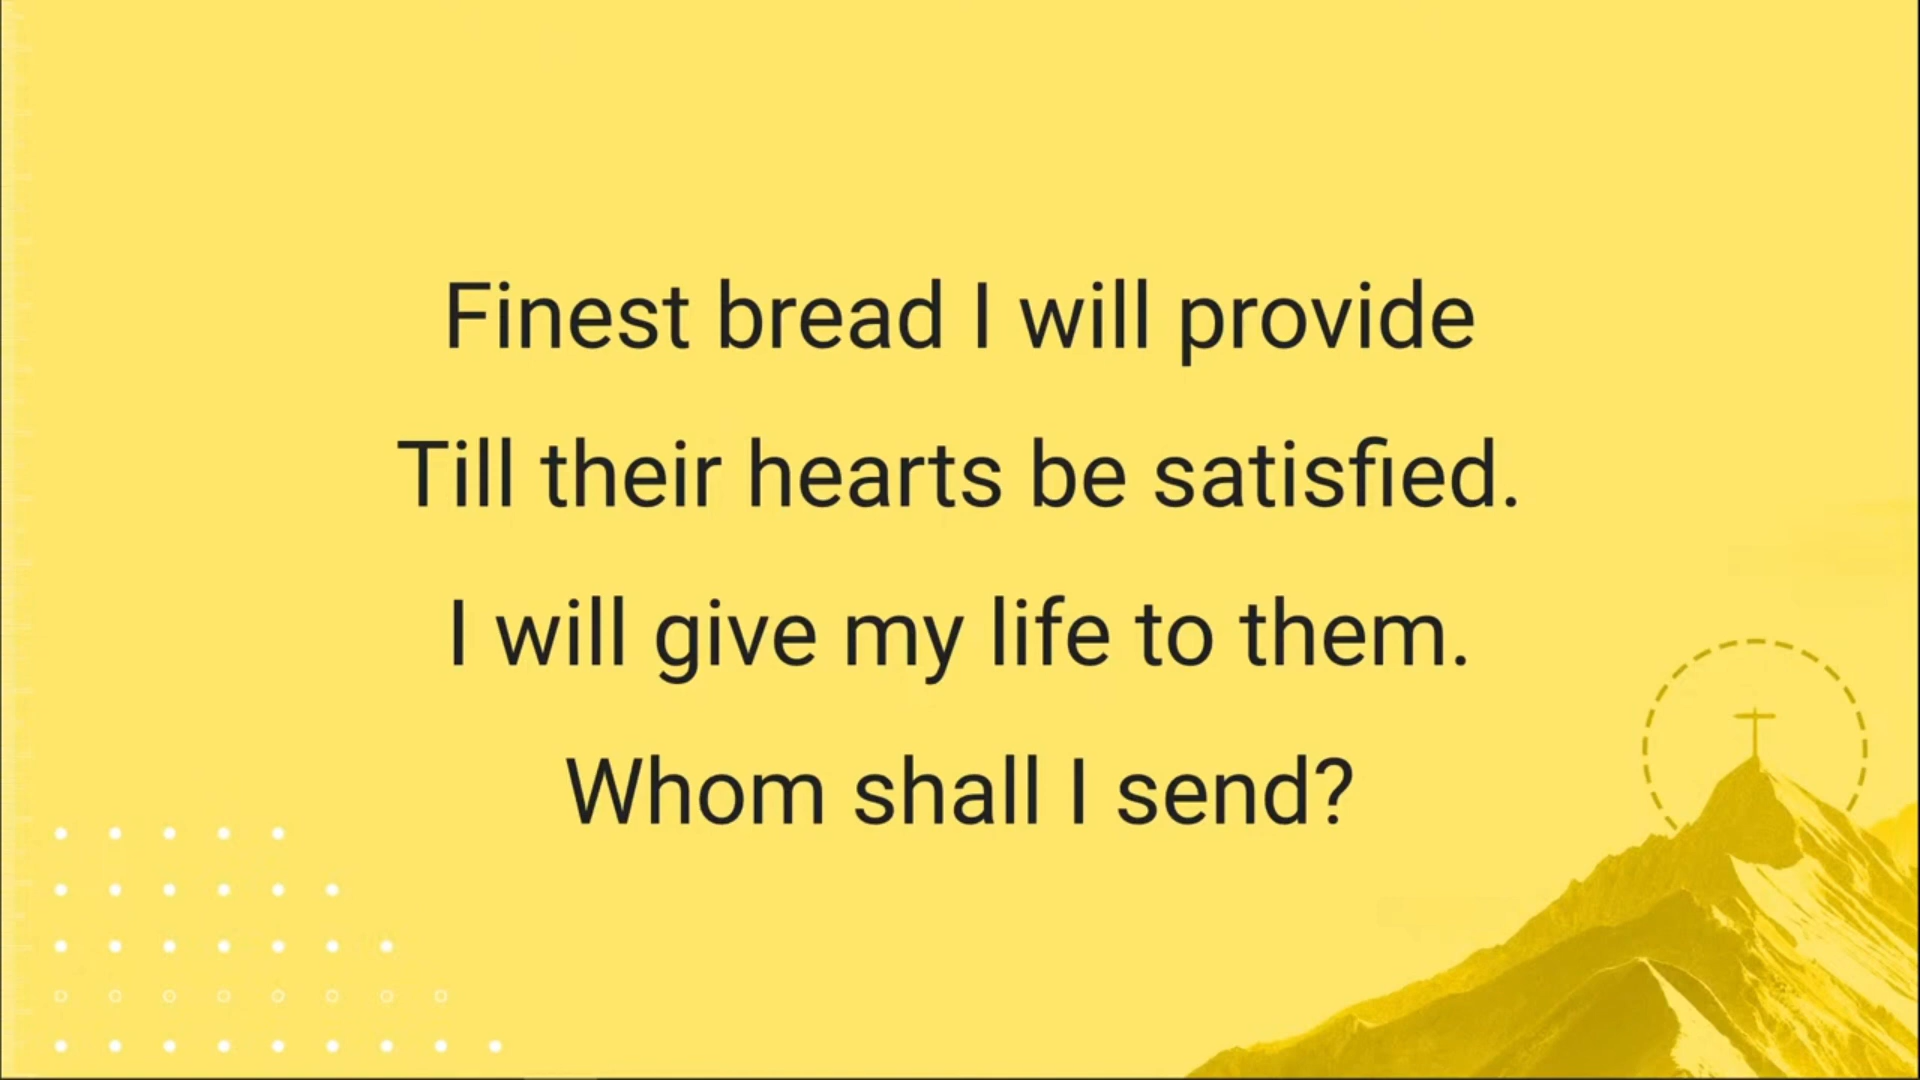 Finest bread I will provide
Till their hearts be satisfied.
I will give my life to them.
Whom shall I send?